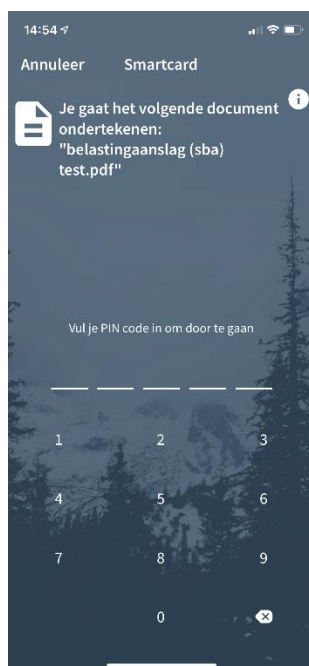 14:54
Annuleer Smartcard
Je gaat het volgende document
ondertekenen:
"belastingaanslag (sba)
test.pdf"
i
Vul je PIN code in om door te gaan
1 2 3
4 5 6
7 8 9
0